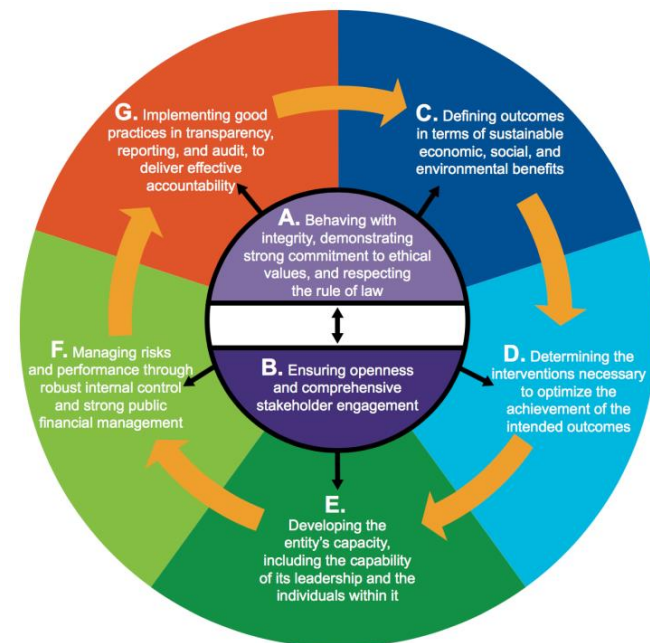 A. Behaving with
integrity, demonstrating
strong commitment to ethical
values, and respecting
the rule of law
B. Ensuring openness
and comprehensive
stakeholder engagement
C. Defining outcomes
in terms of sustainable
economic, social, and
environmental benefits
D. Determining the
interventions necessary
to optimize the
achievement of the
intended outcomes
E.
Developing the
entity’s capacity,
including the capability
of its leadership and the
individuals within it
F. Managing risks
and performance through
robust internal control
and strong public
financial management
G. Implementing good
practices in transparency,
reporting, and audit, to
deliver effective
accountability